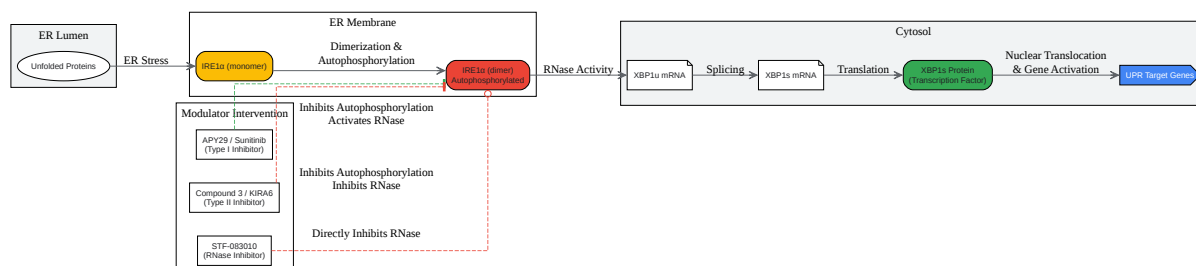 ER Lumen
Unfolded Proteins
ER Stress
ER Membrane
IRE1α (monomer)
Dimerization &
Autophosphorylation
IRE1α (dimer)
Autophosphorylated
RNase Activity
Cytosol
XBP1u mRNA
Splicing
XBP1s mRNA
Translation
XBP1s Protein
(Transcription Factor)
Nuclear Translocation
& Gene Activation
UPR Target Genes
Modulator Intervention
APY29 / Sunitinib
(Type I Inhibitor)
Inhibits Autophosphorylation
Activates RNase
Compound 3 / KIRA6
(Type II Inhibitor)
Inhibits Autophosphorylation
Inhibits RNase
STF-083010
(RNase Inhibitor)
Directly Inhibits RNase